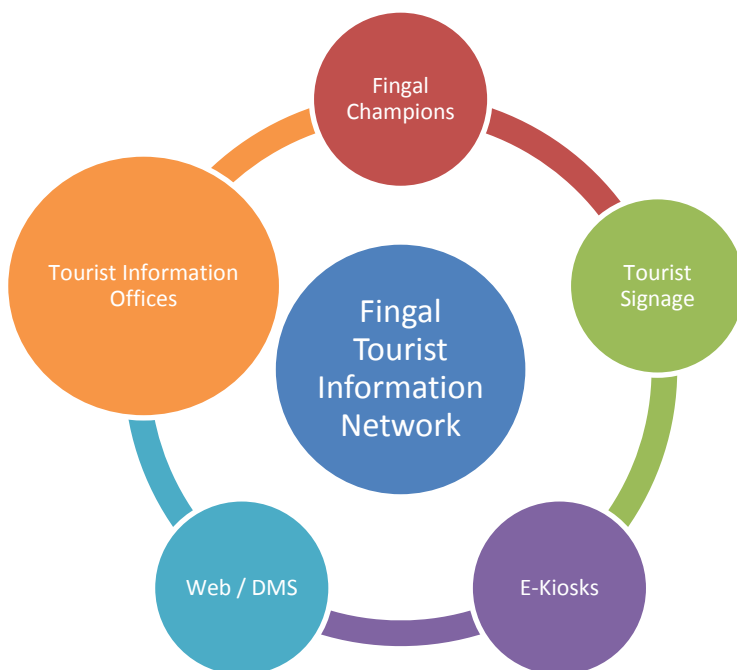 Fingal
Champions
Tourist Information
Offices
Tourist
Signage
Fingal
Tourist
Information
Network
Web / DMS
E-Kiosks